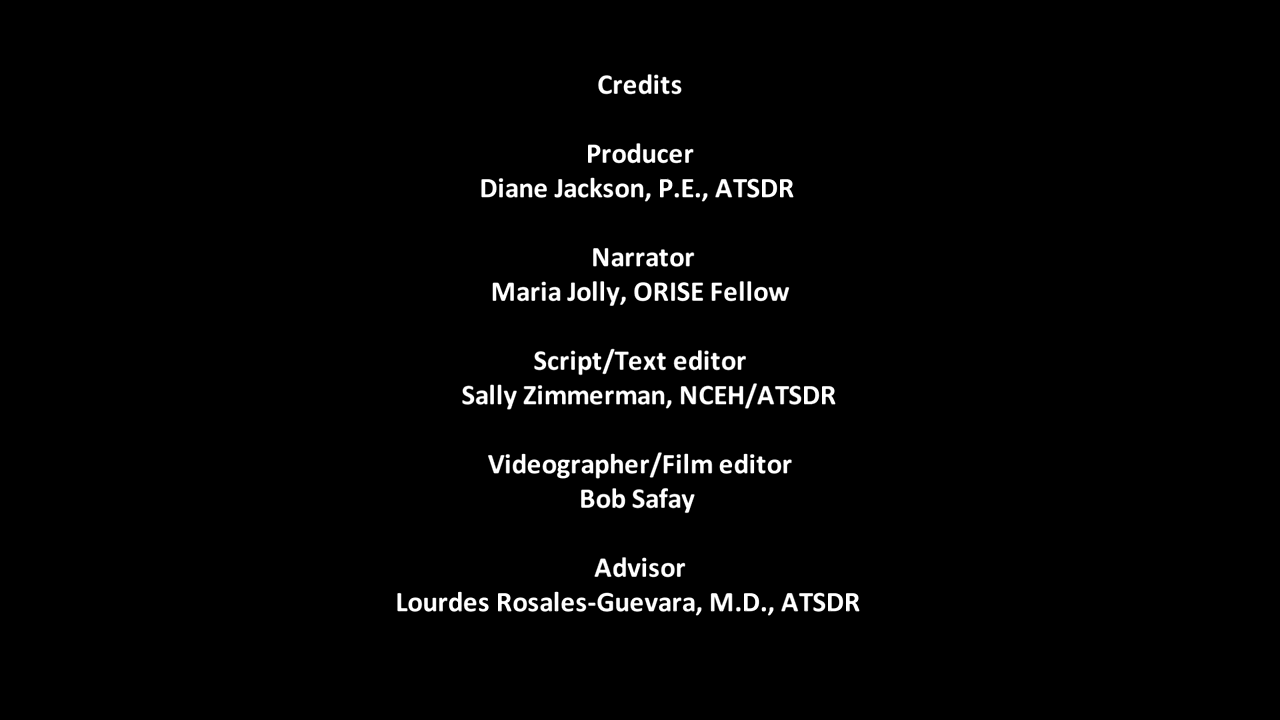 Credits
Producer
Diane Jackson, P.E., ATSDR
Narrator
Maria Jolly, ORISE Fellow
Script/Text editor
Sally Zimmerman, NCEH/ATSDR
Videographer/Film editor
Bob Safay
Advisor
Lourdes Rosales-Guevara, M.D., ATSDR